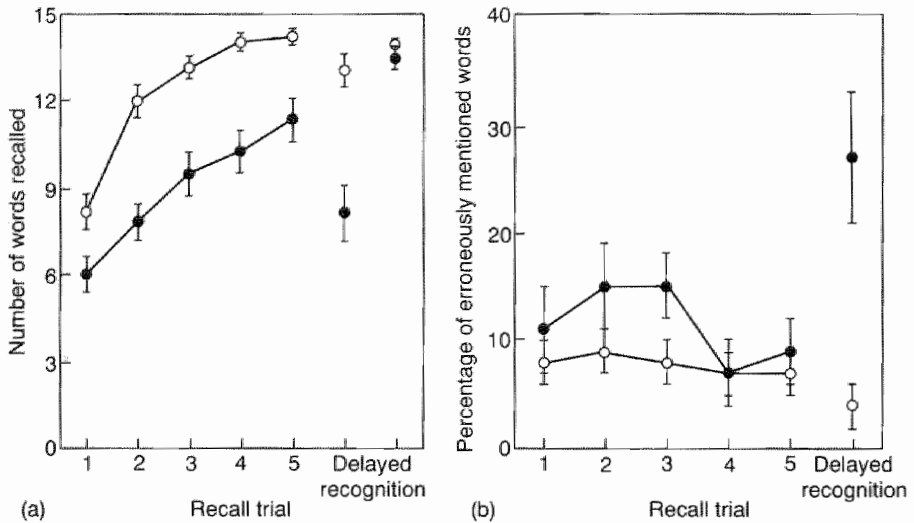 15
12
9
6
3
0
Number of words recalled
1 2 3 4 5 Delayed
recognition
(a) Recall trial
40
30
20
10
0
Percentage of erroneously mentioned words
1 2 3 4 5 Delayed
recognition
(b) Recall trial